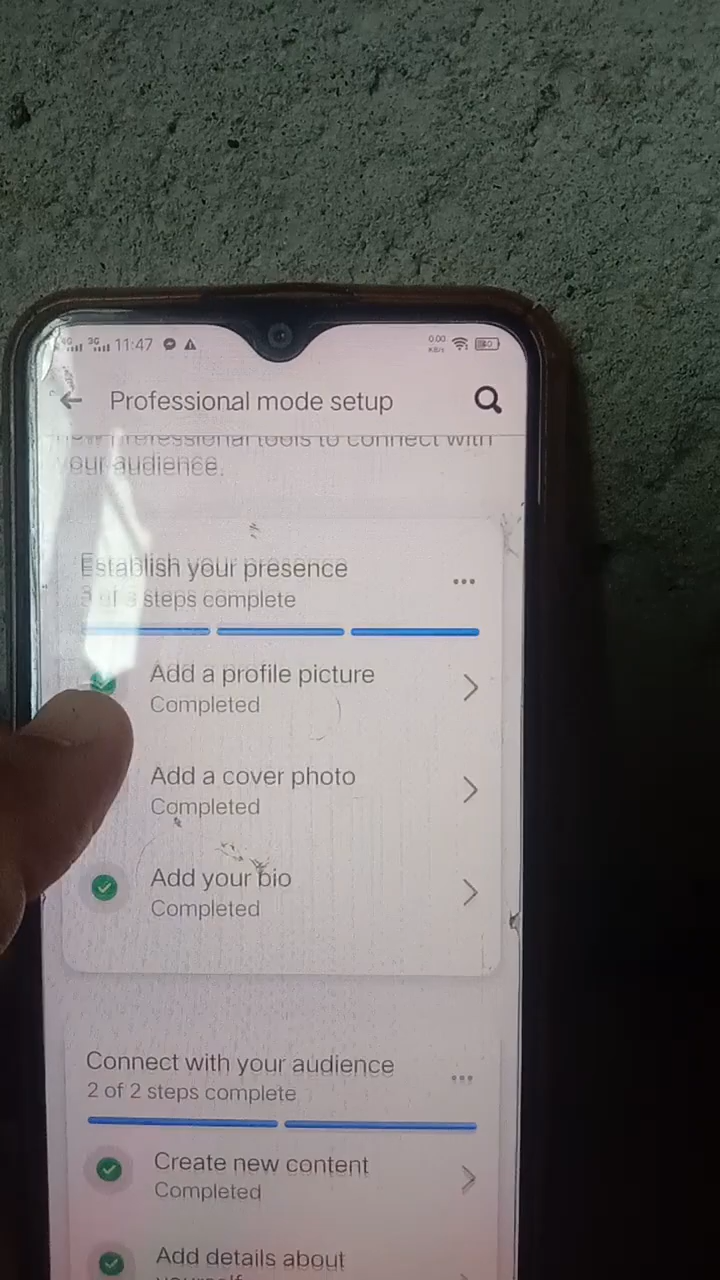 4G 3G 11:47 0.00 KB/s
Professional mode setup
new professional tools to connect with
your audience.
Establish your presence
3 of 3 steps complete
Add a profile picture
Completed
Add a cover photo
Completed
Add your bio
Completed
Connect with your audience
2 of 2 steps complete
Create new content
Completed
Add details about
yourself